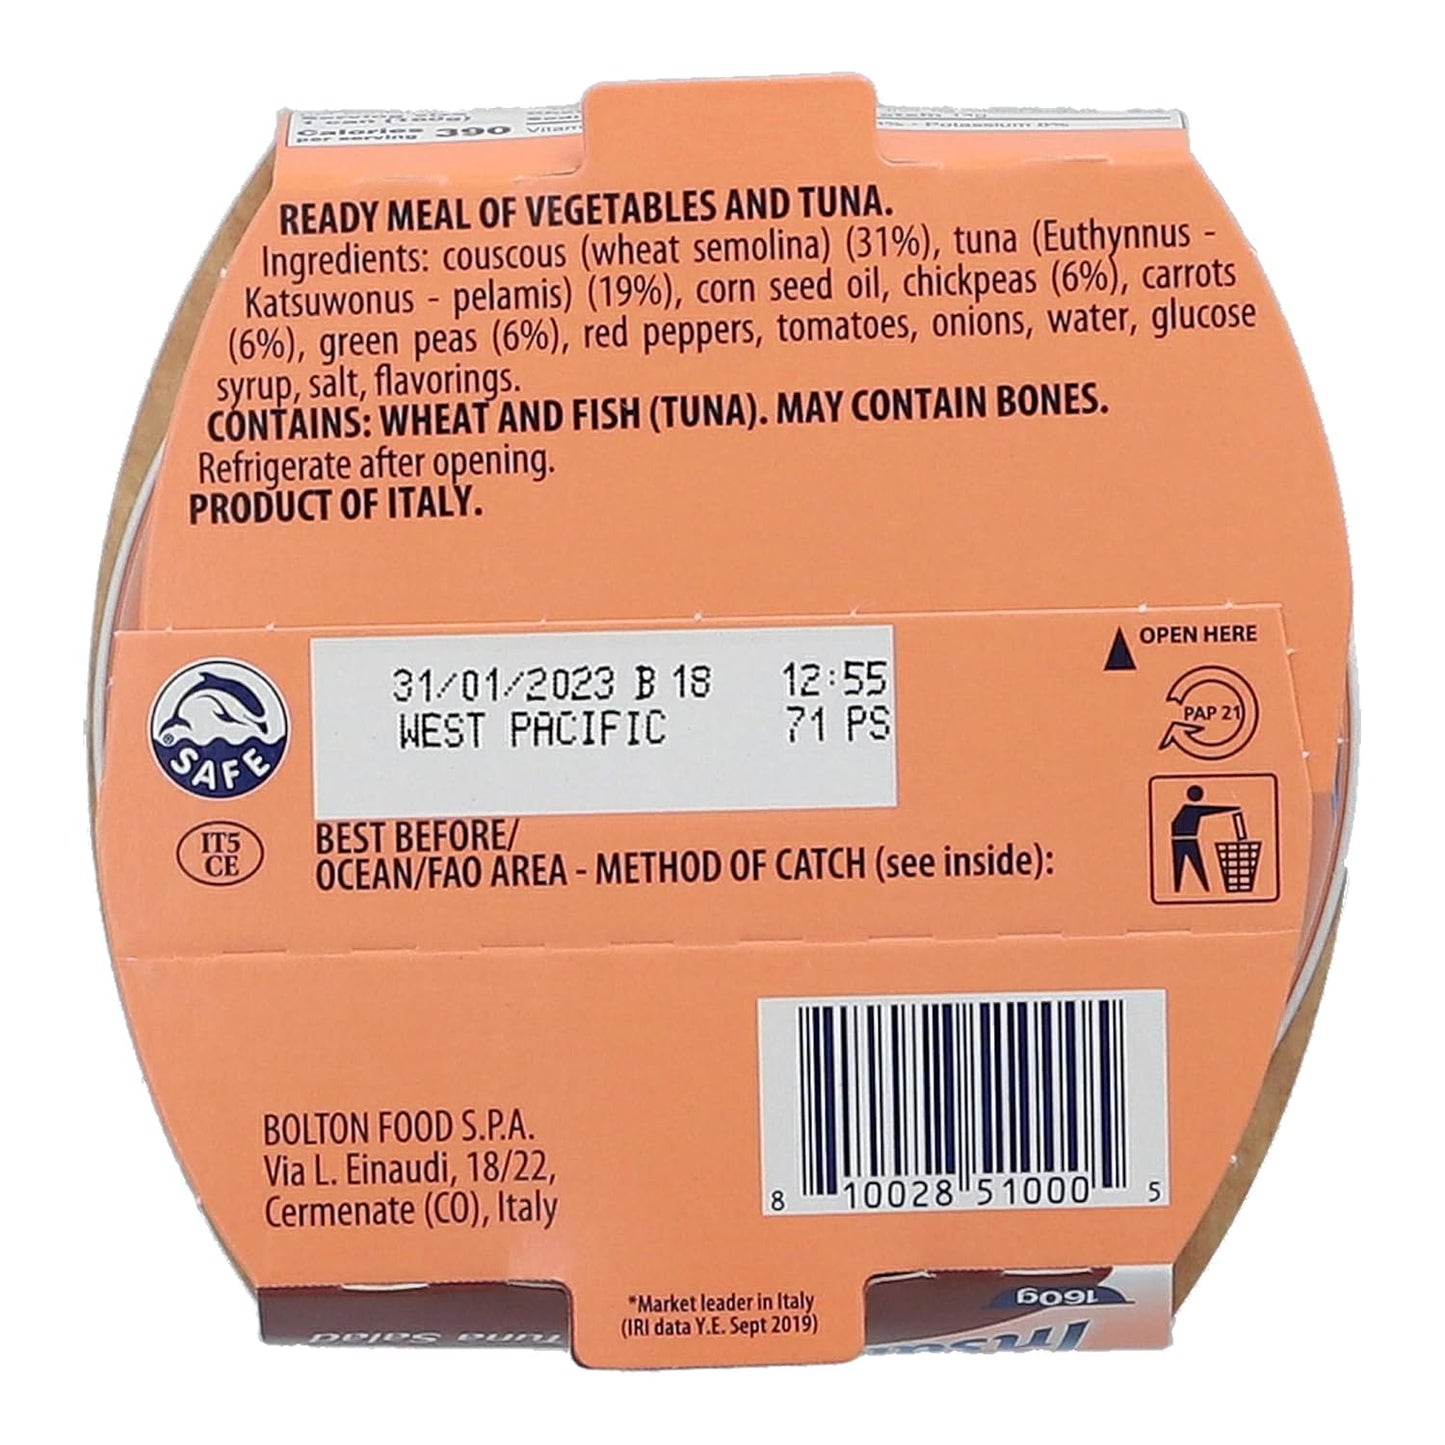 1 can (160g)
Calories
per serving 390
Potassium 0%
READY MEAL OF VEGETABLES AND TUNA.
Ingredients: couscous (wheat semolina) (31%), tuna (Euthynnus -
Katsuwonus - pelamis) (19%), corn seed oil, chickpeas (6%), carrots
(6%), green peas (6%), red peppers, tomatoes, onions, water, glucose
syrup, salt, flavorings.
CONTAINS: WHEAT AND FISH (TUNA). MAY CONTAIN BONES.
Refrigerate after opening.
PRODUCT OF ITALY.
OPEN HERE
PAP 21
31/01/2023 B 18 12:55
WEST PACIFIC 71 PS
® SAFE
IT5
CE
BEST BEFORE/
OCEAN/FAO AREA - METHOD OF CATCH (see inside):
BOLTON FOOD S.P.A.
Via L. Einaudi, 18/22,
Cermenate (CO), Italy
8 10028 51000 5
*Market leader in Italy
(IRI data Y.E. Sept 2019)
160g
Tuna Salad